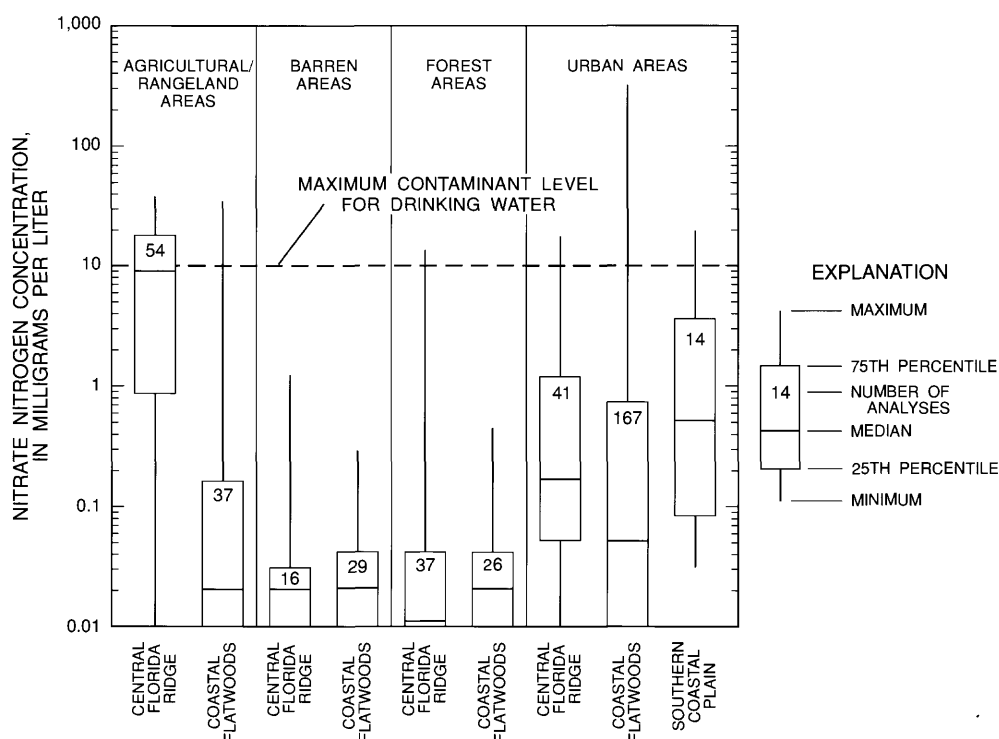 NITRATE NITROGEN CONCENTRATION,
IN MILLIGRAMS PER LITER
1,000
100
10
1
0.1
0.01
AGRICULTURAL/
RANGELAND
AREAS
BARREN
AREAS
FOREST
AREAS
URBAN AREAS
MAXIMUM CONTAMINANT LEVEL
FOR DRINKING WATER
54
37
16
29
37
26
41
167
14
CENTRAL
FLORIDA
RIDGE
COASTAL
FLATWOODS
CENTRAL
FLORIDA
RIDGE
COASTAL
FLATWOODS
CENTRAL
FLORIDA
RIDGE
COASTAL
FLATWOODS
CENTRAL
FLORIDA
RIDGE
COASTAL
FLATWOODS
SOUTHERN
COASTAL
PLAIN
EXPLANATION
MAXIMUM
75TH PERCENTILE
14
NUMBER OF
ANALYSES
MEDIAN
25TH PERCENTILE
MINIMUM